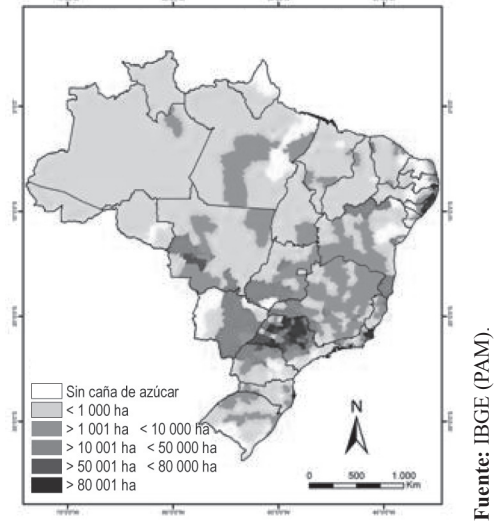 Sin caña de azúcar
< 1 000 ha
> 1 001 ha < 10 000 ha
> 10 001 ha < 50 000 ha
> 50 001 ha < 80 000 ha
> 80 001 ha
N
0 500 1.000
Km
Fuente: IBGE (PAM).